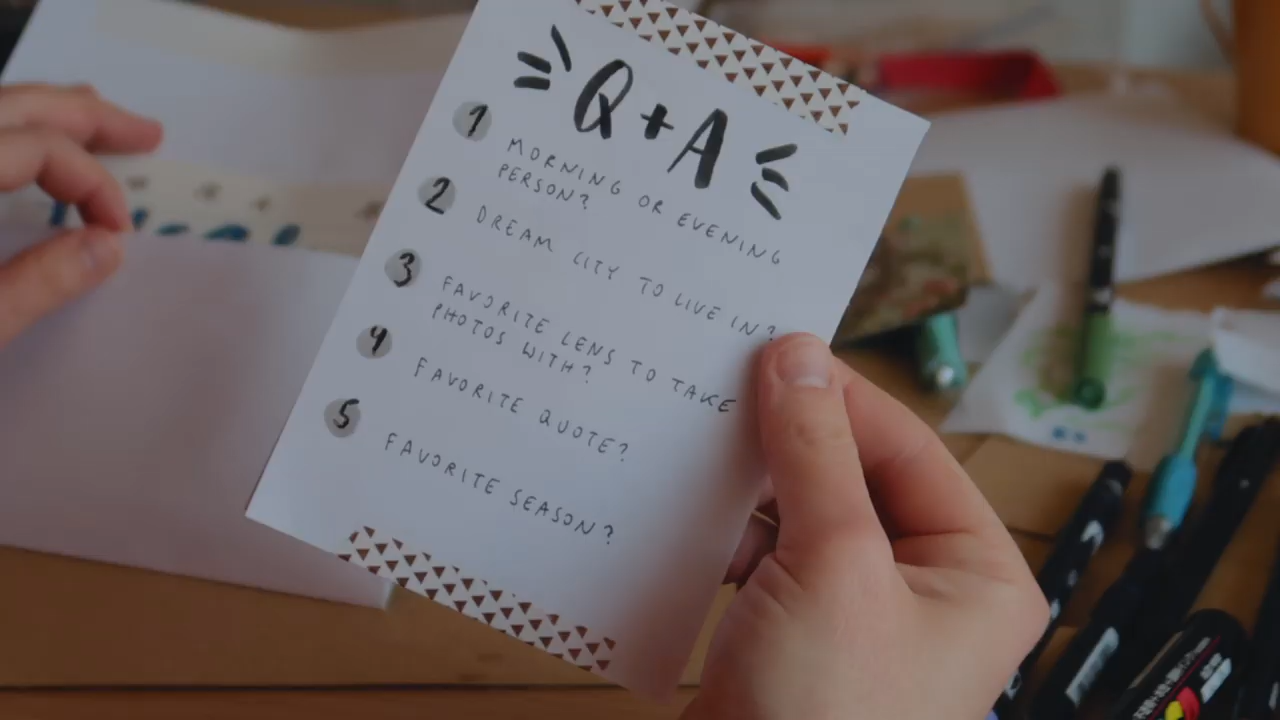 Q + A
1 MORNING OR EVENING
PERSON?
2 DREAM CITY TO LIVE IN?
3 FAVORITE LENS TO TAKE
PHOTOS WITH?
4 FAVORITE QUOTE?
5 FAVORITE SEASON?